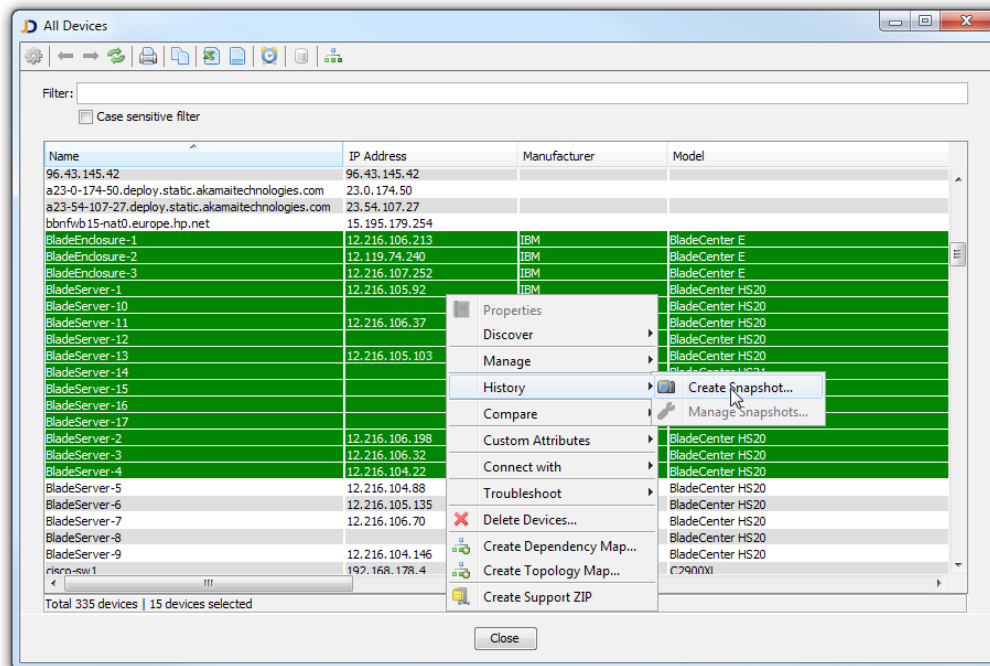 All Devices
Filter:
Case sensitive filter
Name IP Address Manufacturer Model
96.43.145.42 96.43.145.42
a23-0-174-50.deploy.static.akamaitechnologies.com 23.0.174.50
a23-54-107-27.deploy.static.akamaitechnologies.com 23.54.107.27
bbnfwb15-nat0.europe.hp.net 15.195.179.254
BladeEnclosure-1 12.216.106.213 IBM BladeCenter E
BladeEnclosure-2 12.119.74.240 IBM BladeCenter E
BladeEnclosure-3 12.216.107.252 IBM BladeCenter E
BladeServer-1 12.216.105.92 IBM BladeCenter HS20
BladeServer-10 BladeCenter HS20
BladeServer-11 12.216.106.37 BladeCenter HS20
BladeServer-12 BladeCenter HS20
BladeServer-13 12.216.105.103 BladeCenter HS20
BladeServer-14
BladeServer-15
BladeServer-16
BladeServer-17
BladeServer-2 12.216.106.198 BladeCenter HS20
BladeServer-3 12.216.106.32 BladeCenter HS20
BladeServer-4 12.216.104.22 BladeCenter HS20
BladeServer-5 12.216.104.88 BladeCenter HS20
BladeServer-6 12.216.105.135 BladeCenter HS20
BladeServer-7 12.216.106.70 BladeCenter HS20
BladeServer-8 BladeCenter HS20
BladeServer-9 12.216.104.146 BladeCenter HS20
cisco-sw1 192.168.178.4 C2900XL
Properties
Discover
Manage
History
Compare
Custom Attributes
Connect with
Troubleshoot
Delete Devices...
Create Dependency Map...
Create Topology Map...
Create Support ZIP
Create Snapshot...
Manage Snapshots...
Total 335 devices | 15 devices selected
Close